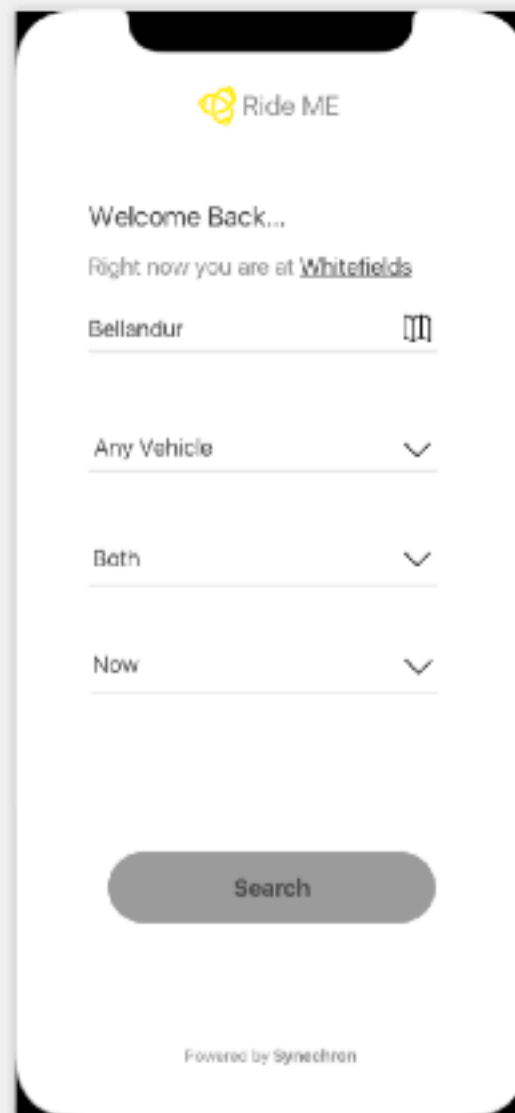 Ride ME
Welcome Back...
Right now you are at Whitefields
Bellandur
Any Vehicle
Both
Now
Search
Powered by Synechron